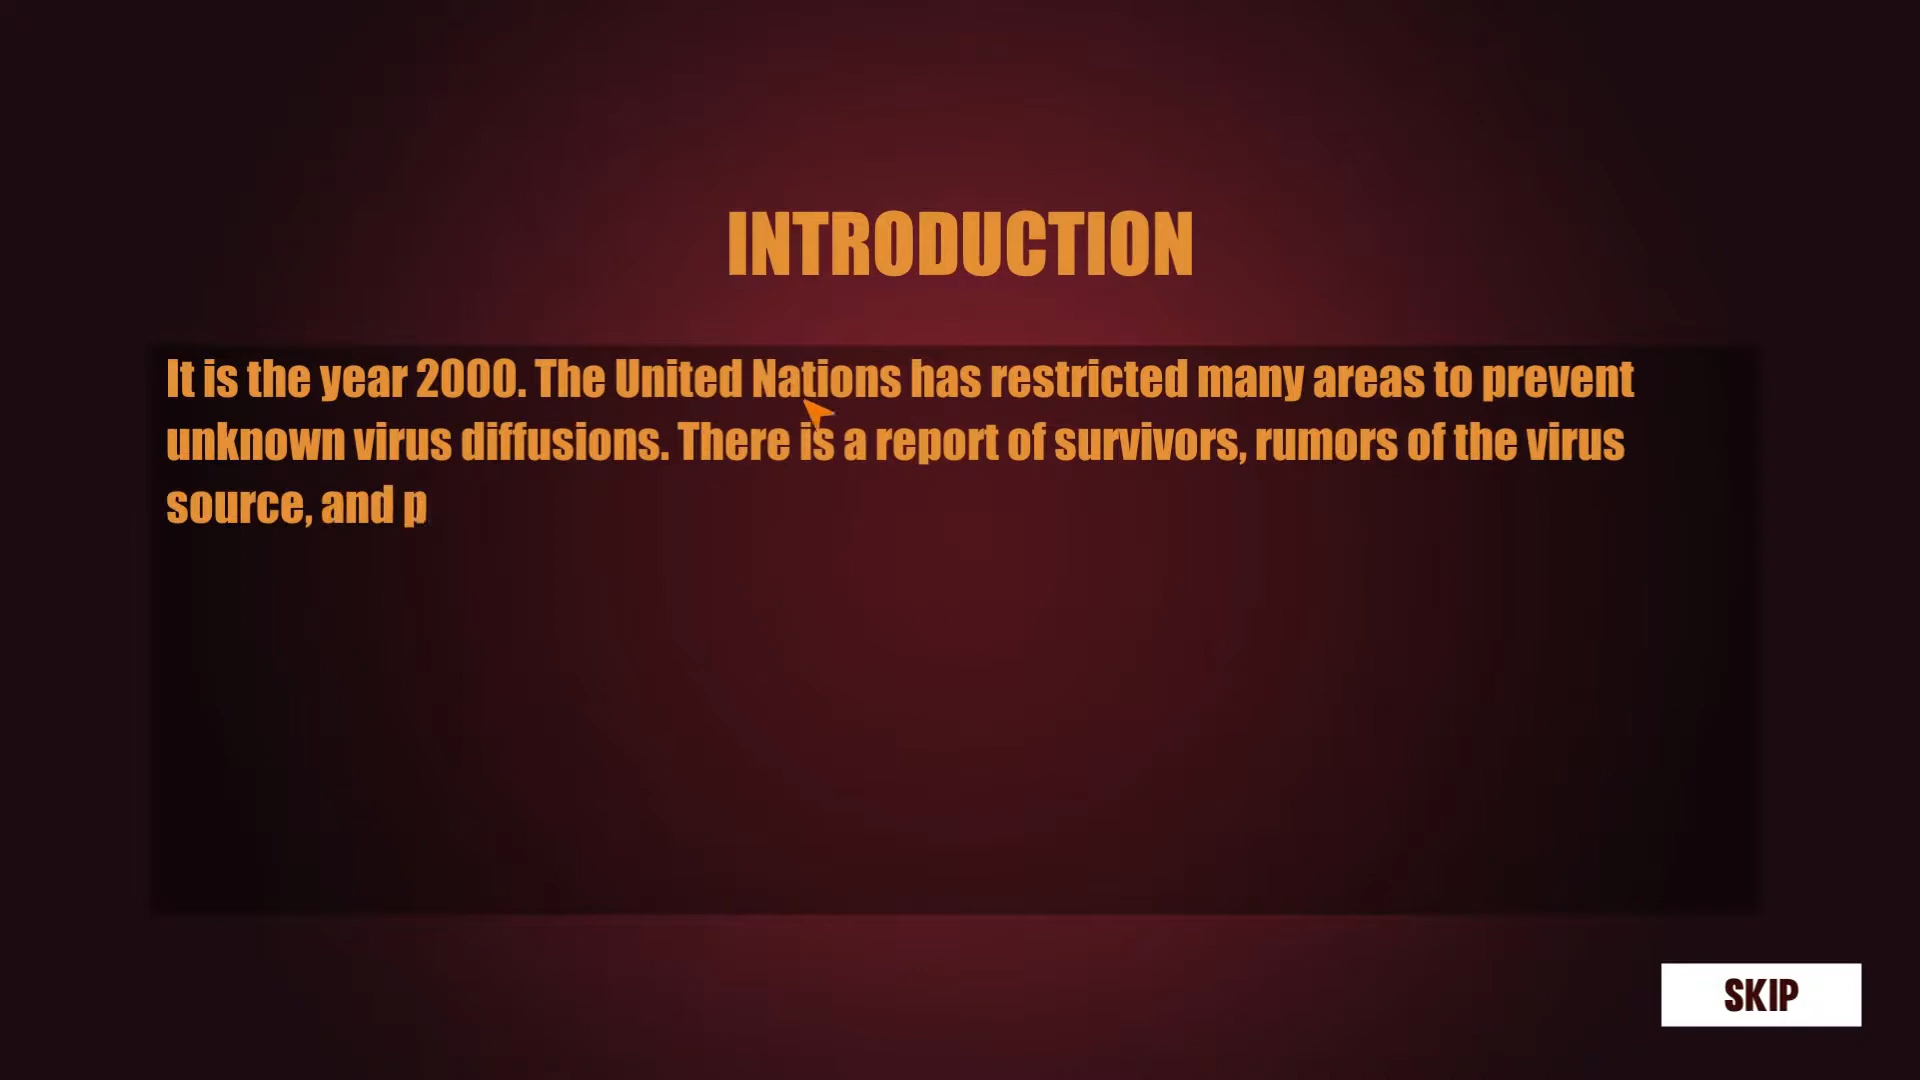 INTRODUCTION
It is the year 2000. The United Nations has restricted many areas to prevent
unknown virus diffusions. There is a report of survivors, rumors of the virus
source, and p
SKIP